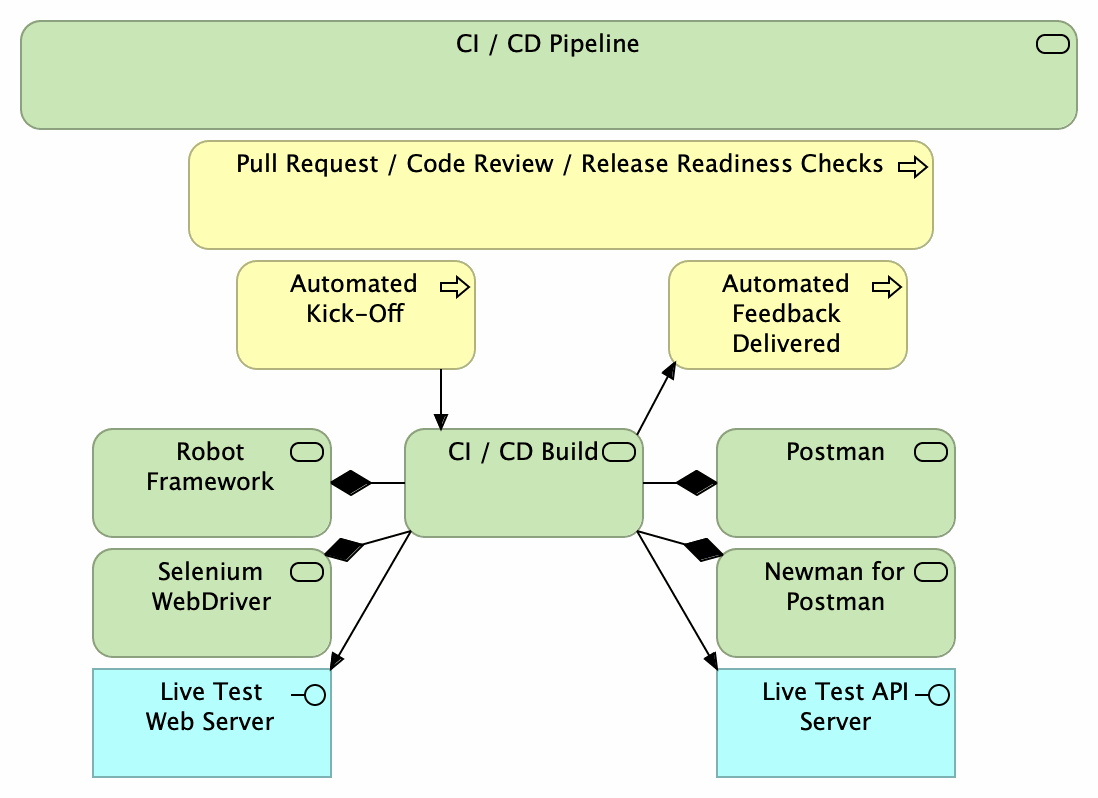 CI / CD Pipeline
Pull Request / Code Review / Release Readiness Checks
Automated
Kick-Off
Automated
Feedback
Delivered
Robot
Framework
CI / CD Build
Postman
Selenium
WebDriver
Newman for
Postman
Live Test
Web Server
Live Test API
Server